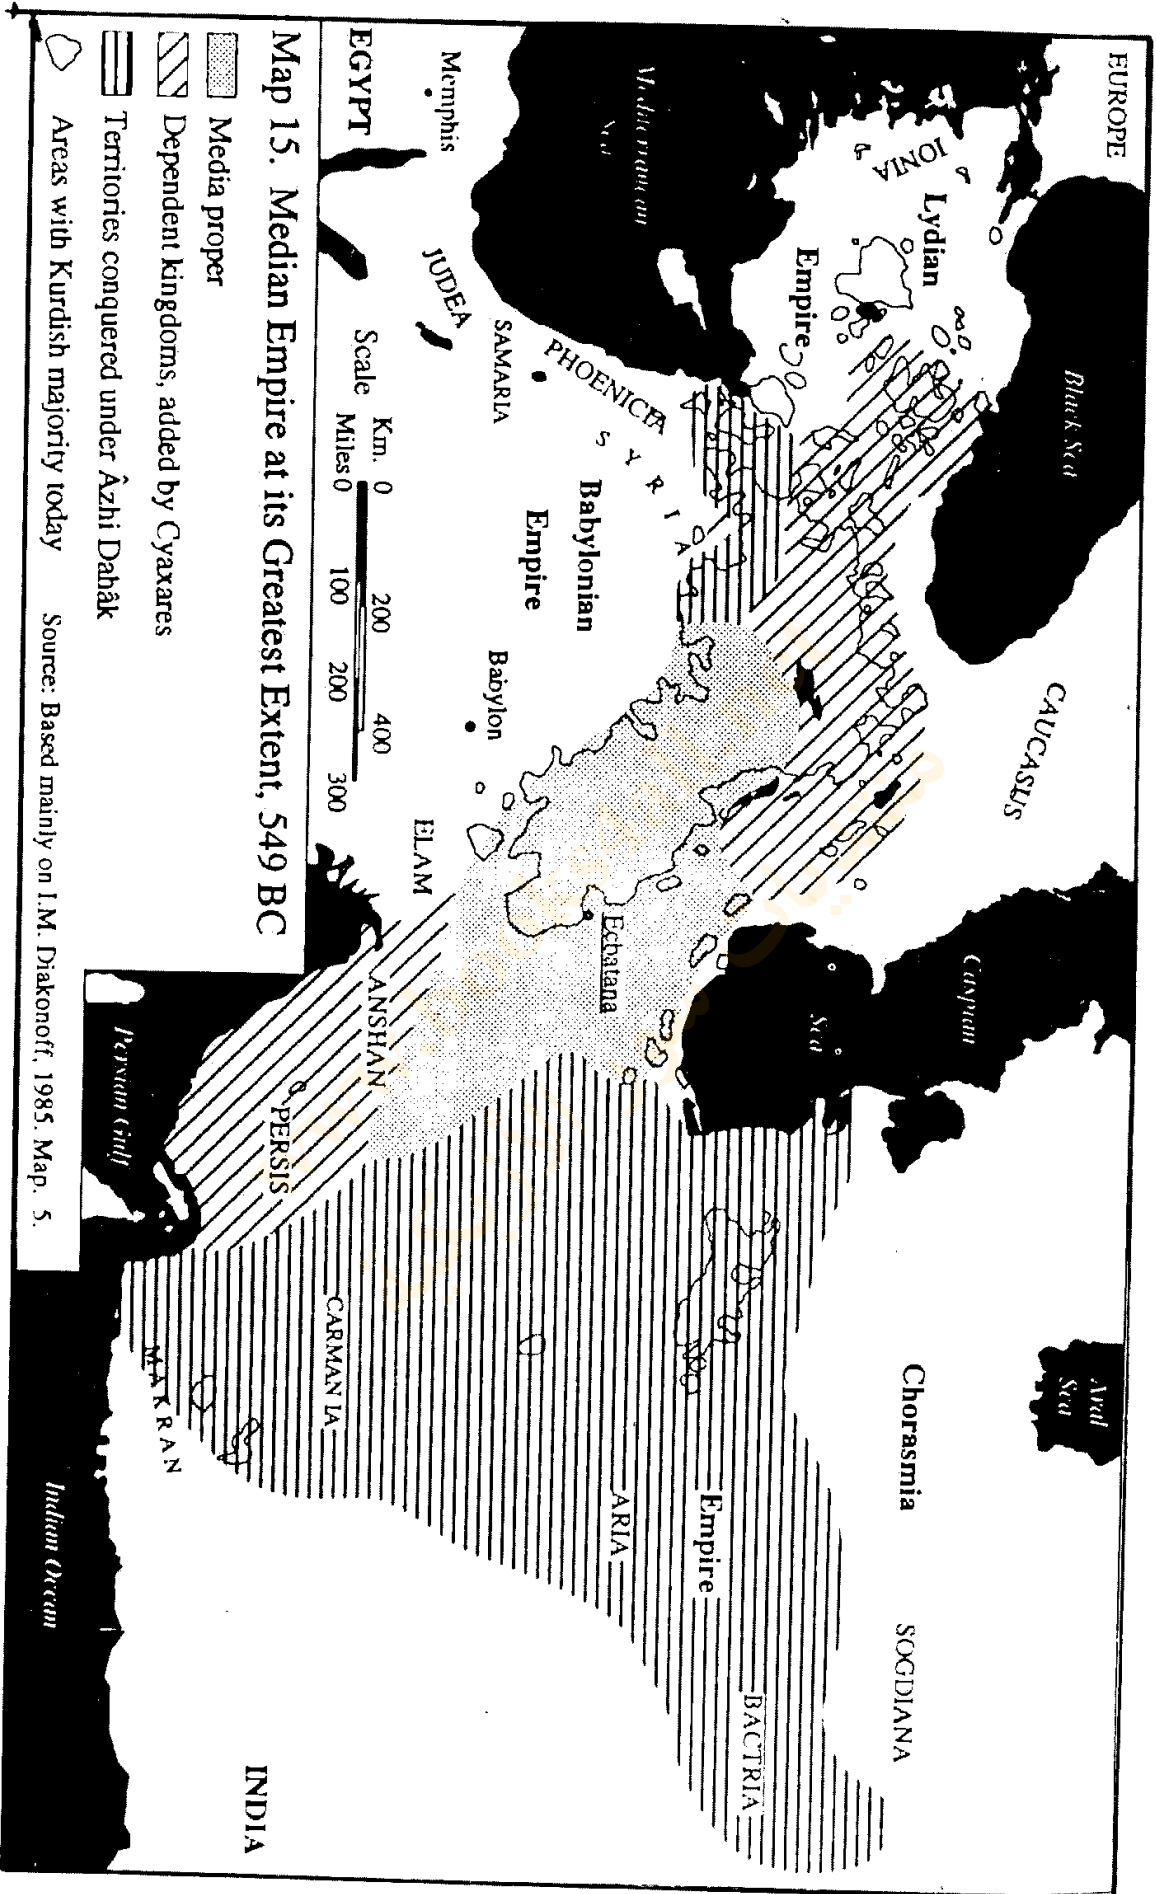 EUROPE
IONIA
Lydian
Empire
Black Sea
CAUCASUS
Caspian
Sea
Aral
Sea
Chorasmia
SOGDIANA
Mediterranean
Sea
PHOENICIA
SYRIA
SAMARIA
JUDEA
Memphis
EGYPT
Babylonian
Empire
Babylon
ELAM
Ecbatana
ANSHAN
PERSIS
Persian Gulf
CARMANIA
MAKRAN
ARIA
Empire
BACTRIA
INDIA
Indian Ocean
Scale
Km. 0 200 400
Miles 0 100 200 300
Map 15. Median Empire at its Greatest Extent, 549 BC
Media proper
Dependent kingdoms, added by Cyaxares
Territories conquered under Âzhi Dahâk
Areas with Kurdish majority today
Source: Based mainly on I.M. Diakonoff, 1985. Map. 5.